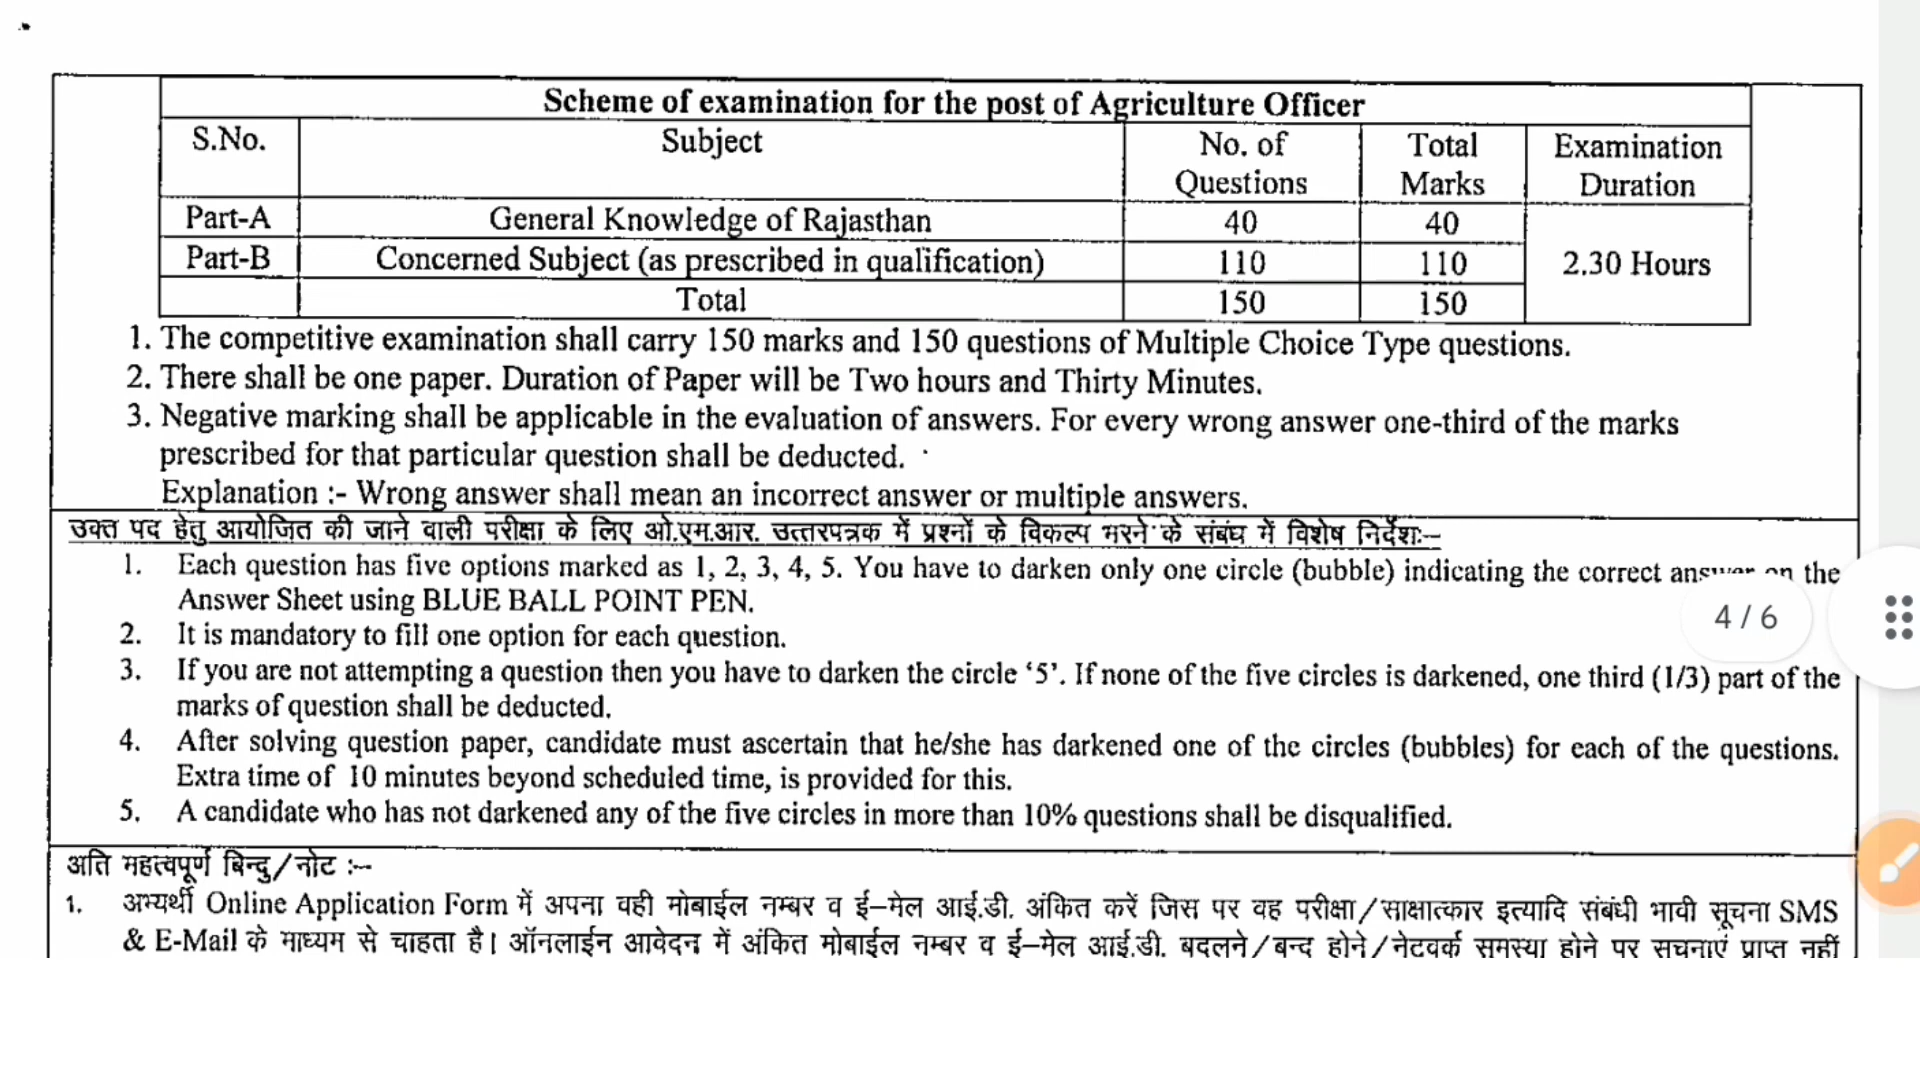 Scheme of examination for the post of Agriculture Officer
S.No. Subject No. of Questions Total Marks Examination Duration
Part-A General Knowledge of Rajasthan 40 40
Part-B Concerned Subject (as prescribed in qualification) 110 110 2.30 Hours
Total 150 150
1. The competitive examination shall carry 150 marks and 150 questions of Multiple Choice Type questions.
2. There shall be one paper. Duration of Paper will be Two hours and Thirty Minutes.
3. Negative marking shall be applicable in the evaluation of answers. For every wrong answer one-third of the marks
prescribed for that particular question shall be deducted.
Explanation :- Wrong answer shall mean an incorrect answer or multiple answers.
उक्त पद हेतु आयोजित की जाने वाली परीक्षा के लिए ओ.एम.आर. उत्तरपत्रक में प्रश्नों के विकल्प भरने के संबंध में विशेष निर्देशः–
1. Each question has five options marked as 1, 2, 3, 4, 5. You have to darken only one circle (bubble) indicating the correct answer on the
Answer Sheet using BLUE BALL POINT PEN.
2. It is mandatory to fill one option for each question.
4 / 6
3. If you are not attempting a question then you have to darken the circle ‘5’. If none of the five circles is darkened, one third (1/3) part of the
marks of question shall be deducted.
4. After solving question paper, candidate must ascertain that he/she has darkened one of the circles (bubbles) for each of the questions.
Extra time of 10 minutes beyond scheduled time, is provided for this.
5. A candidate who has not darkened any of the five circles in more than 10% questions shall be disqualified.
अति महत्वपूर्ण बिन्दु/नोट :–
1. अभ्यर्थी Online Application Form में अपना वही मोबाईल नम्बर व ई–मेल आई.डी. अंकित करें जिस पर वह परीक्षा/साक्षात्कार इत्यादि संबंधी भावी सूचना SMS
& E-Mail के माध्यम से चाहता है। ऑनलाईन आवेदन में अंकित मोबाईल नम्बर व ई–मेल आई.डी. बदलने/बन्द होने/नेटवर्क समस्या होने पर सूचनाएं प्राप्त नहीं